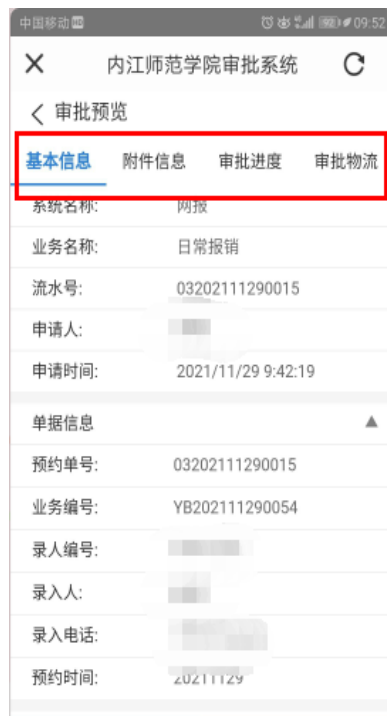 中国移动 HD 99 09:52
内江师范学院审批系统
审批预览
基本信息 附件信息 审批进度 审批物流
系统名称: 网报
业务名称: 日常报销
流水号: 03202111290015
申请人:
申请时间: 2021/11/29 9:42:19
单据信息
预约单号: 03202111290015
业务编号: YB202111290054
录人编号:
录入人:
录入电话:
预约时间: 20211129